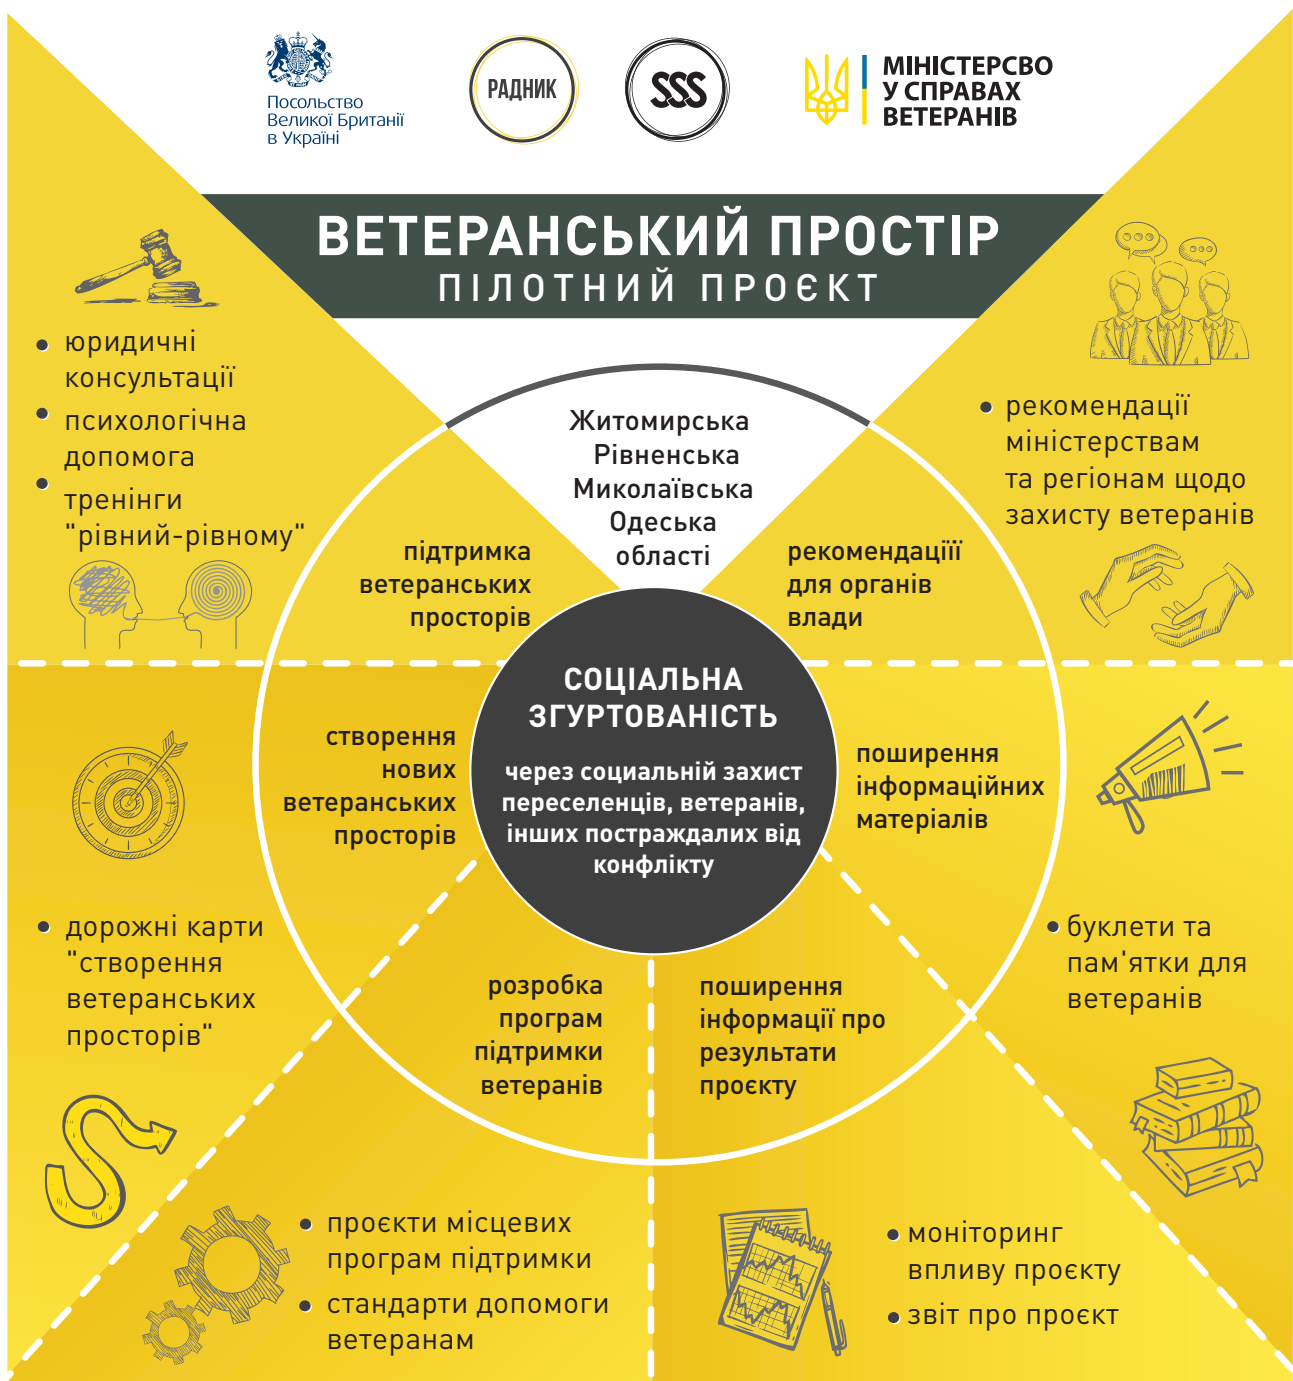 Посольство
Великої Британії
в Україні
РАДНИК
SSS
МІНІСТЕРСВО
У СПРАВАХ
ВЕТЕРАНІВ
ВЕТЕРАНСЬКИЙ ПРОСТІР
ПІЛОТНИЙ ПРОЄКТ
юридичні
консультації
психологічна
допомога
тренінги
"рівний-рівному"
Житомирська
Рівненська
Миколаївська
Одеська
області
рекомендації
міністерствам
та регіонам щодо
захисту ветеранів
підтримка
ветеранських
просторів
рекомендаціїї
для органів
влади
СОЦІАЛЬНА
ЗГУРТОВАНІСТЬ
через социальній захист
переселенців, ветеранів,
інших постраждалих від
конфлікту
створення
нових
ветеранських
просторів
поширення
інформаційних
матеріалів
дорожні карти
"створення
ветеранських
просторів"
буклети та
пам'ятки для
ветеранів
розробка
програм
підтримки
ветеранів
поширення
інформації про
результати
проєкту
проєкти місцевих
програм підтримки
стандарти допомоги
ветеранам
моніторинг
впливу проєкту
звіт про проєкт